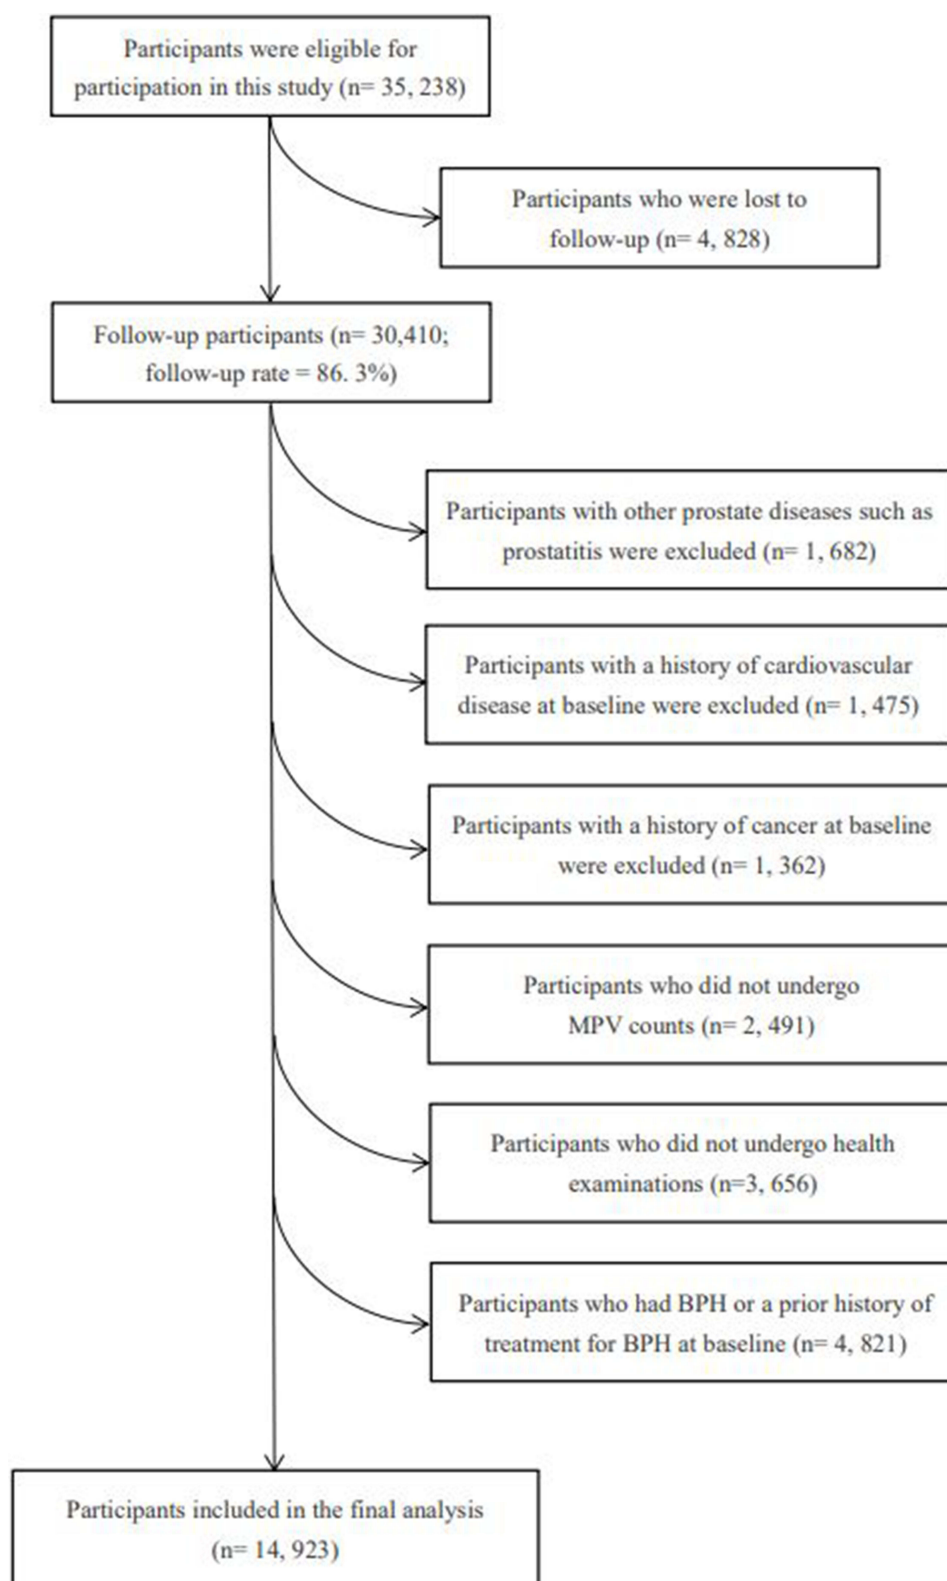 Participants were eligible for
participation in this study (n= 35, 238)
Participants who were lost to
follow-up (n= 4, 828)
Follow-up participants (n= 30,410;
follow-up rate = 86. 3%)
Participants with other prostate diseases such as
prostatitis were excluded (n= 1, 682)
Participants with a history of cardiovascular
disease at baseline were excluded (n= 1, 475)
Participants with a history of cancer at baseline
were excluded (n= 1, 362)
Participants who did not undergo
MPV counts (n= 2, 491)
Participants who did not undergo health
examinations (n=3, 656)
Participants who had BPH or a prior history of
treatment for BPH at baseline (n= 4, 821)
Participants included in the final analysis
(n= 14, 923)